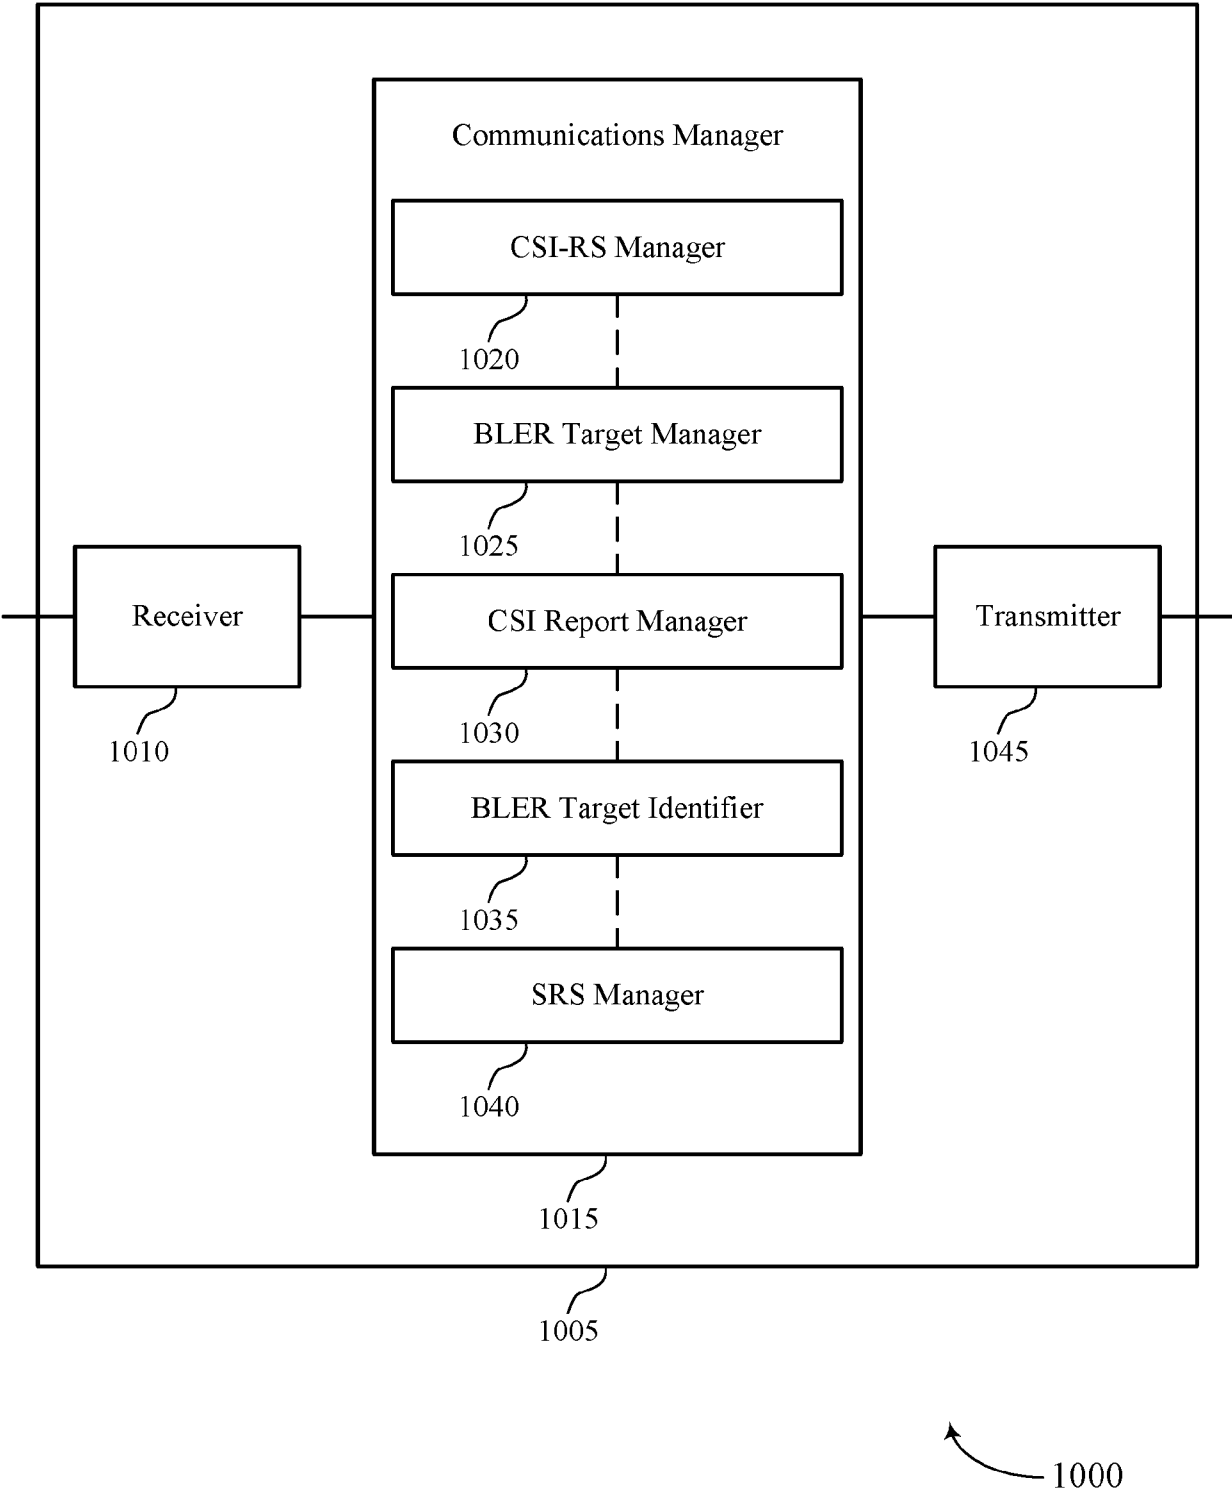 Communications Manager
CSI-RS Manager
1020
BLER Target Manager
1025
Receiver
1010
CSI Report Manager
1030
Transmitter
1045
BLER Target Identifier
1035
SRS Manager
1040
1015
1005
1000